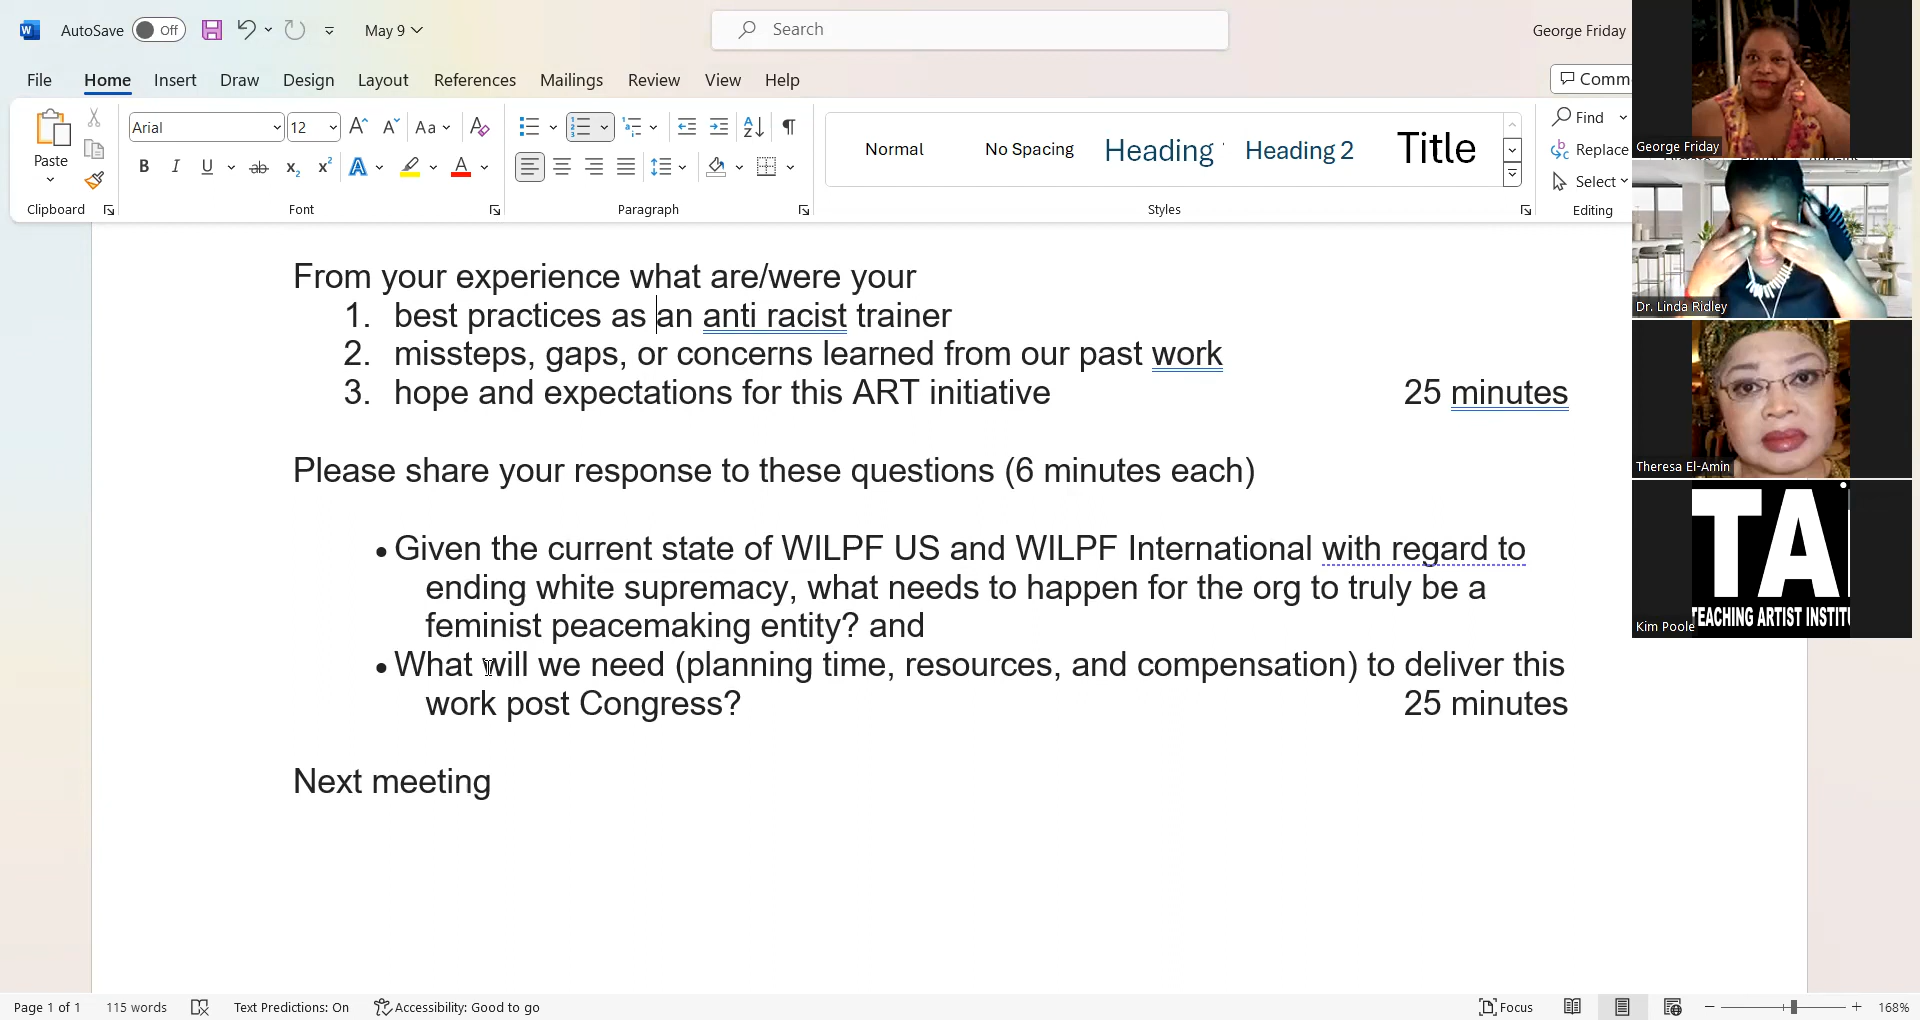 AutoSave Off May 9 Search George Friday
File Home Insert Draw Design Layout References Mailings Review View Help Comm
Paste Arial 12 Aa Find
B I U ab x₂ x² A A Replace
Normal No Spacing Heading Heading 2 Title Select
Clipboard Font Paragraph Styles Editing
From your experience what are/were your
1. best practices as an anti racist trainer
2. missteps, gaps, or concerns learned from our past work
3. hope and expectations for this ART initiative 25 minutes
Please share your response to these questions (6 minutes each)
• Given the current state of WILPF US and WILPF International with regard to
ending white supremacy, what needs to happen for the org to truly be a
feminist peacemaking entity? and
• What will we need (planning time, resources, and compensation) to deliver this
work post Congress? 25 minutes
Next meeting
George Friday
Dr. Linda Ridley
Theresa El-Amin
TA
TEACHING ARTIST INSTIT
Kim Poole
Page 1 of 1 115 words Text Predictions: On Accessibility: Good to go Focus 168%